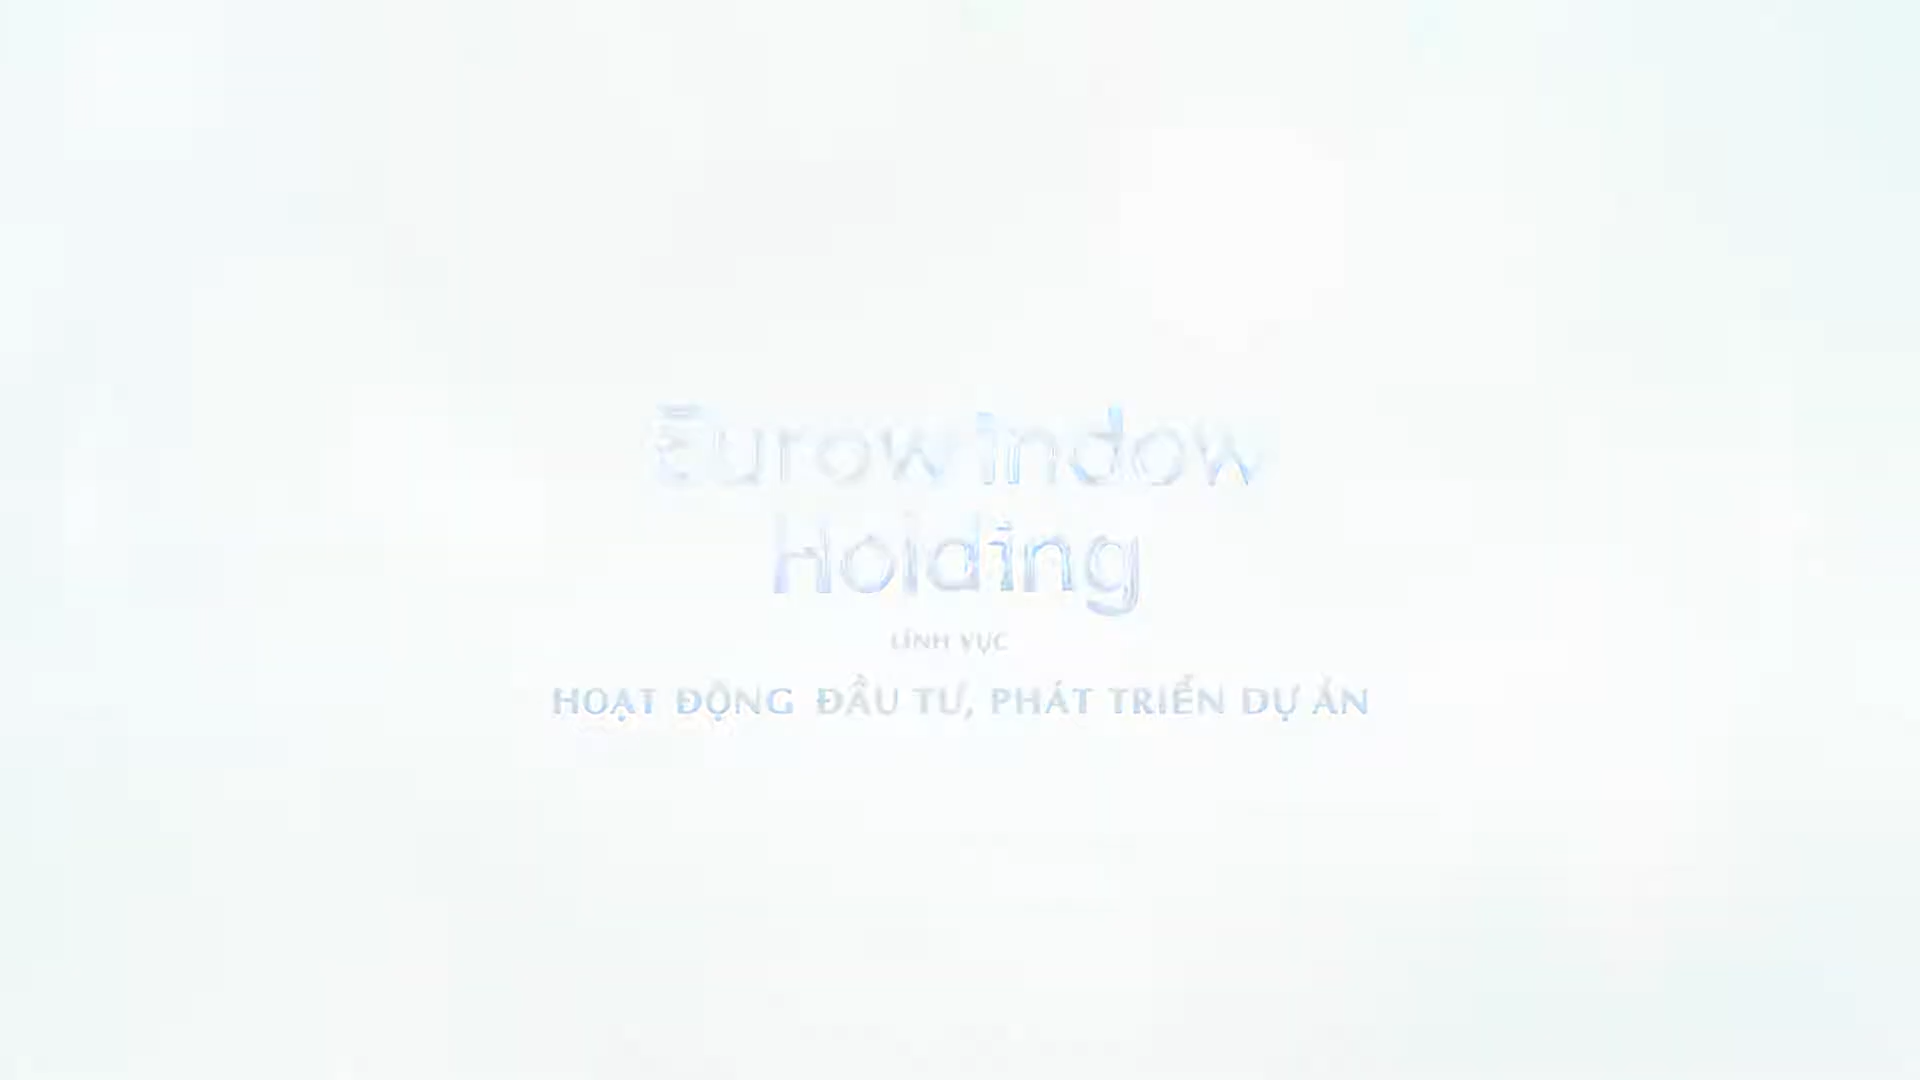 Eurowindow
Holding
LĨNH VỰC
HOẠT ĐỘNG ĐẦU TƯ, PHÁT TRIỂN DỰ ÁN